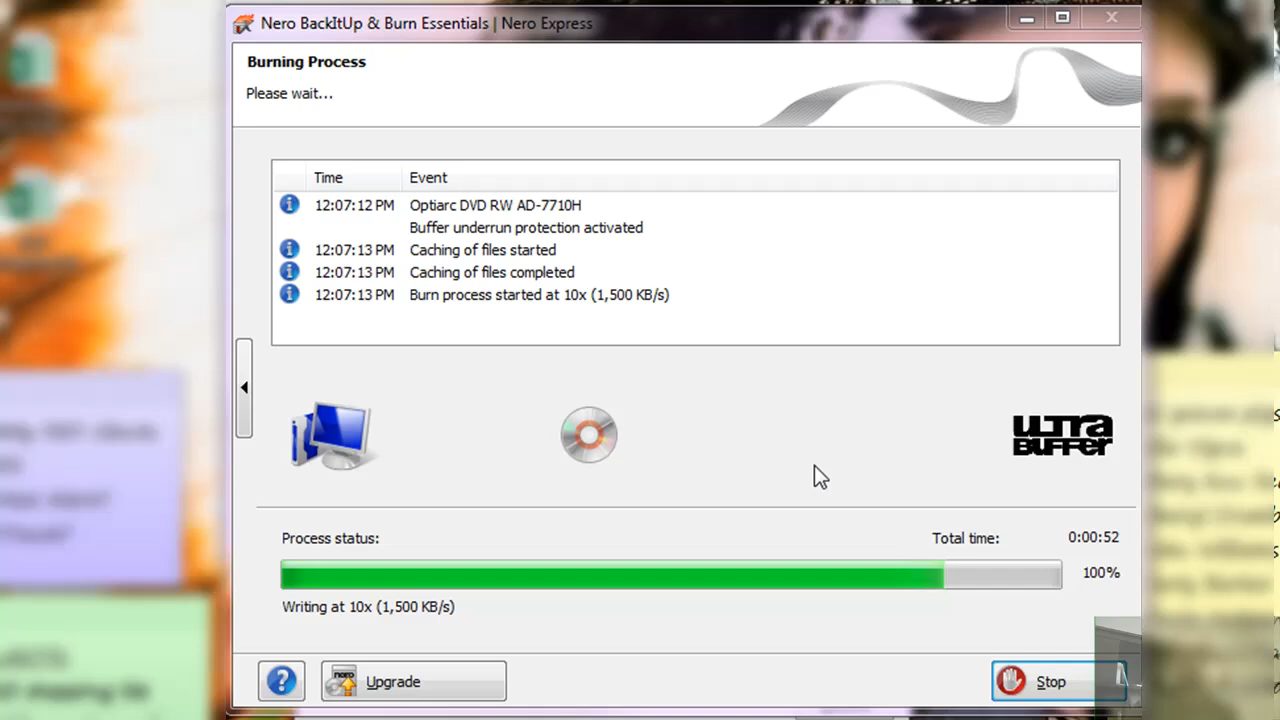 Nero BackItUp & Burn Essentials | Nero Express
Burning Process
Please wait...
Time Event
12:07:12 PM Optiarc DVD RW AD-7710H
Buffer underrun protection activated
12:07:13 PM Caching of files started
12:07:13 PM Caching of files completed
12:07:13 PM Burn process started at 10x (1,500 KB/s)
ULTRA
BUFFER
Process status: Total time: 0:00:52
100%
Writing at 10x (1,500 KB/s)
nero
Upgrade
Stop